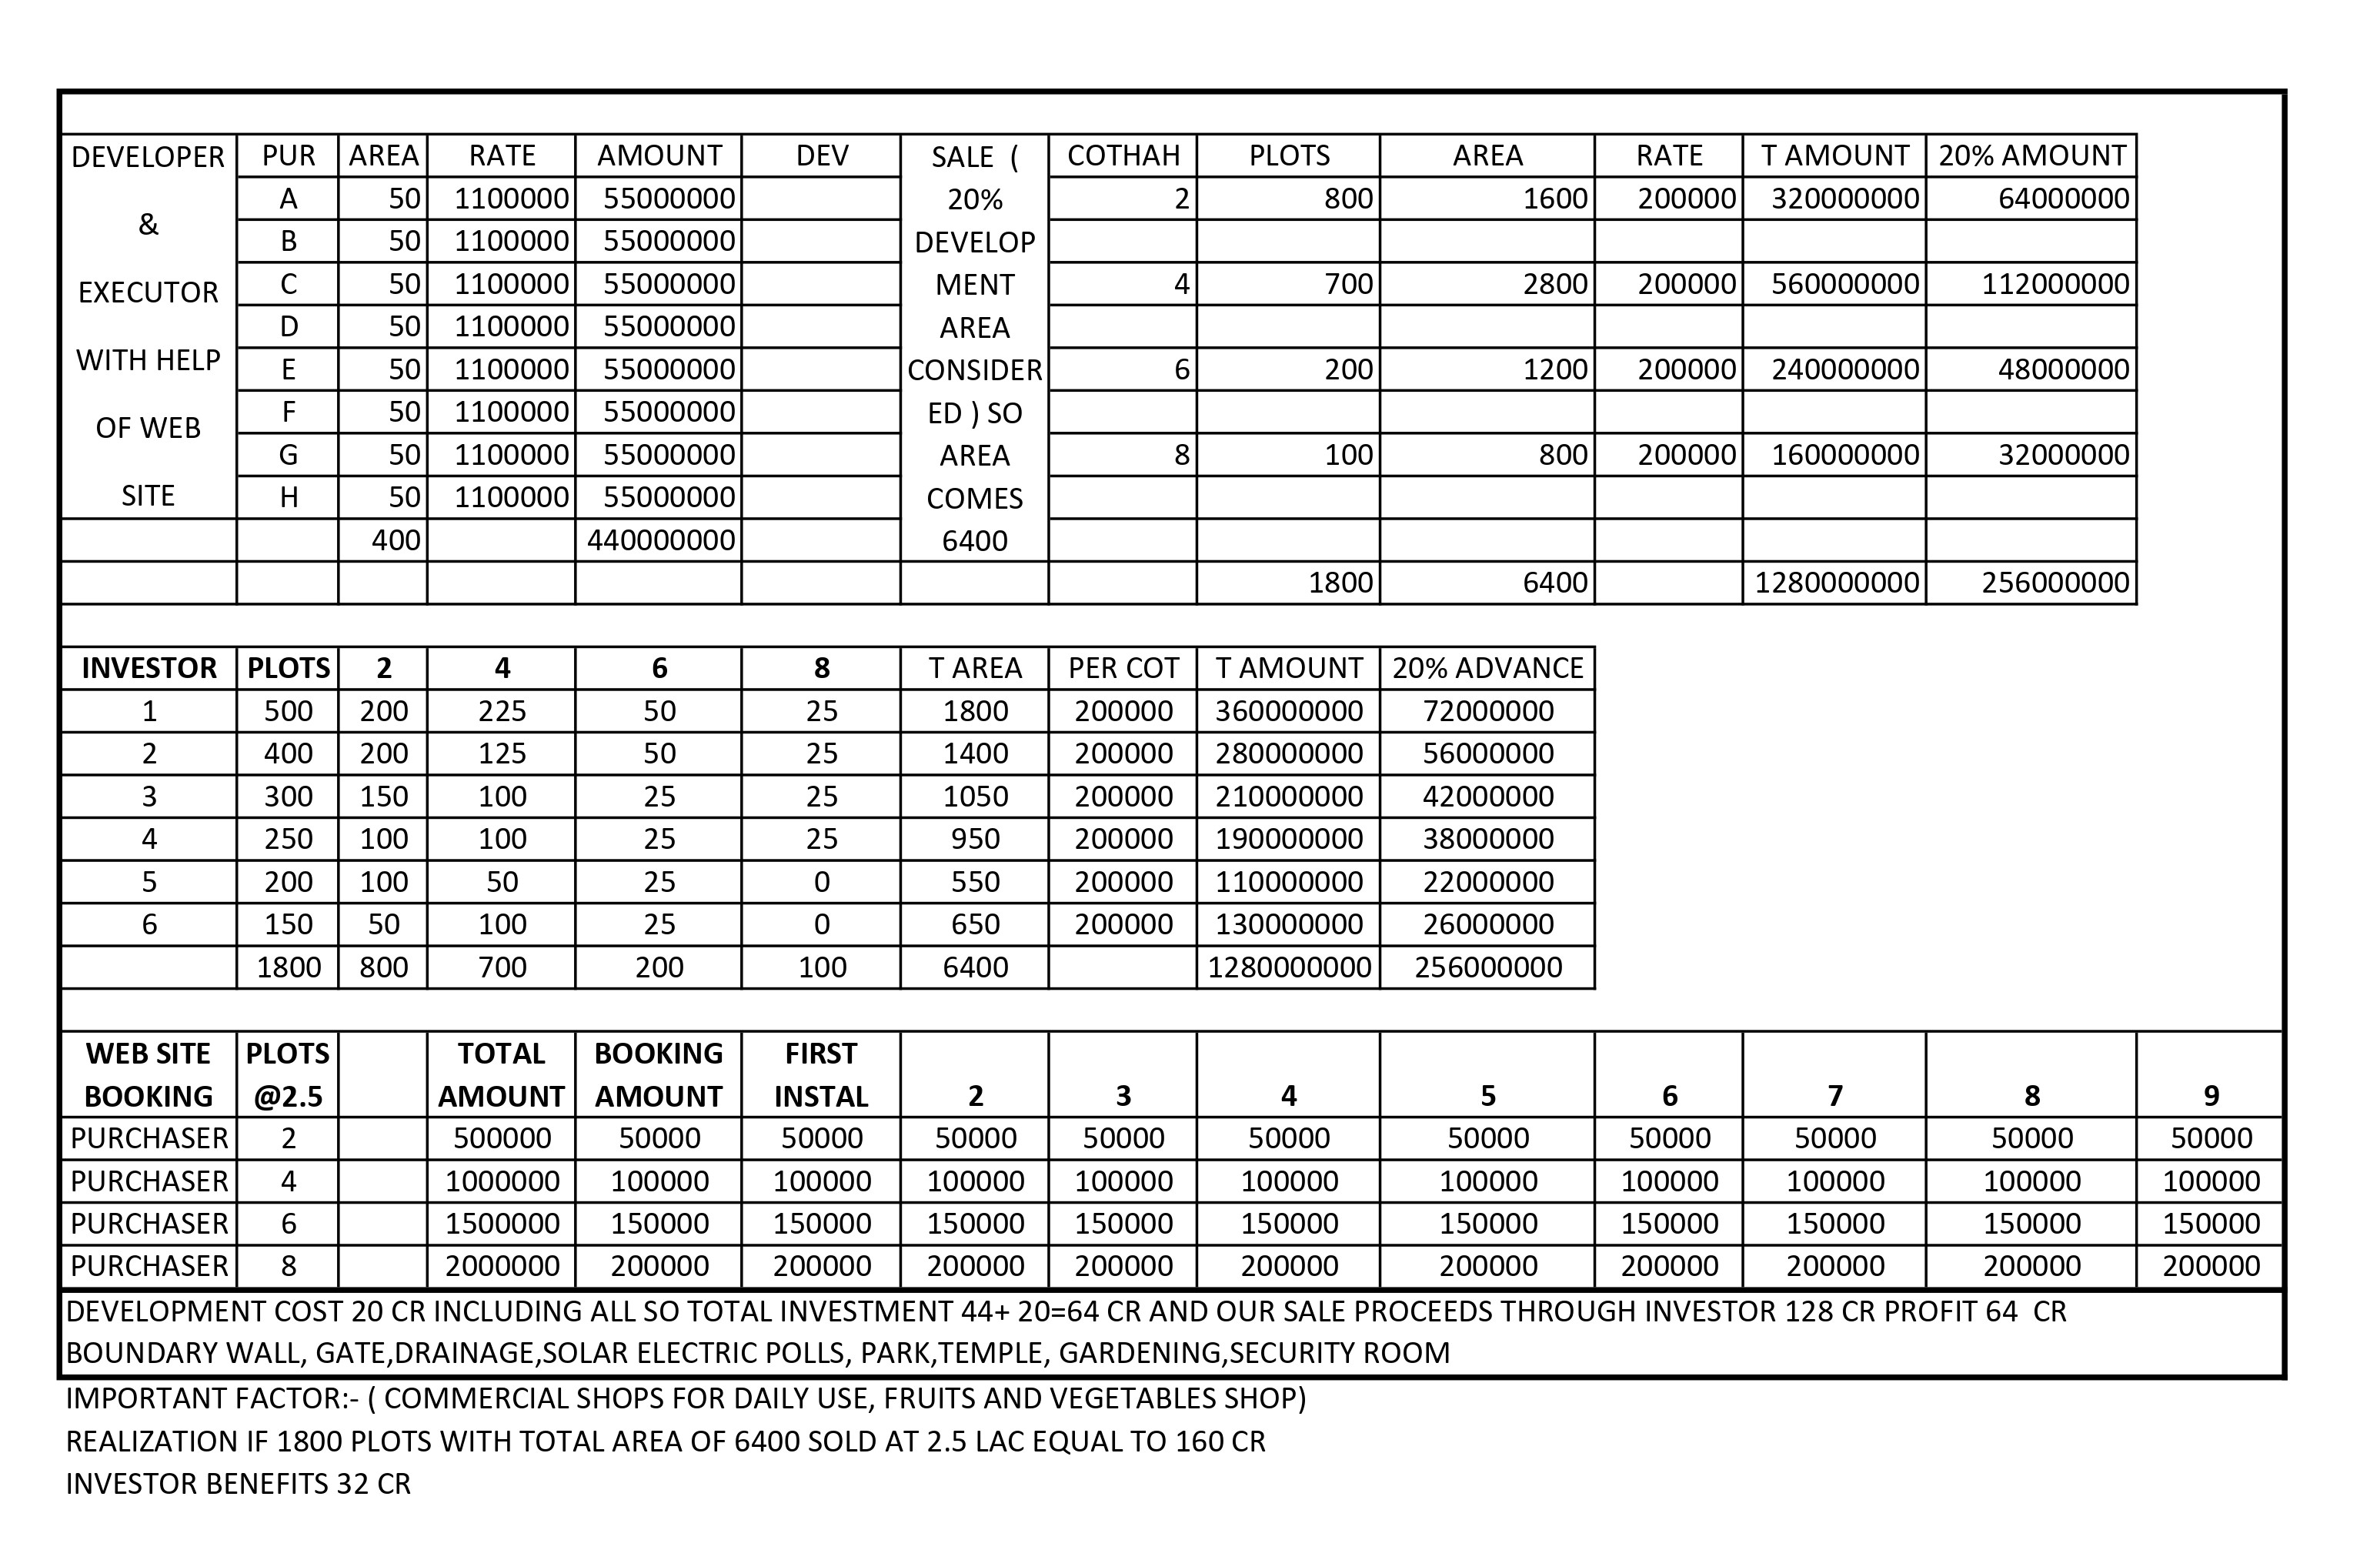 DEVELOPER & EXECUTOR WITH HELP OF WEB SITE PUR AREA RATE AMOUNT DEV SALE ( 20% DEVELOP MENT AREA CONSIDER ED ) SO AREA COMES 6400 COTHAH PLOTS AREA RATE T AMOUNT 20% AMOUNT
A 50 1100000 55000000 2 800 1600 200000 320000000 64000000
B 50 1100000 55000000
C 50 1100000 55000000 4 700 2800 200000 560000000 112000000
D 50 1100000 55000000
E 50 1100000 55000000 6 200 1200 200000 240000000 48000000
F 50 1100000 55000000
G 50 1100000 55000000 8 100 800 200000 160000000 32000000
H 50 1100000 55000000
400 440000000
1800 6400 1280000000 256000000
INVESTOR PLOTS 2 4 6 8 T AREA PER COT T AMOUNT 20% ADVANCE
1 500 200 225 50 25 1800 200000 360000000 72000000
2 400 200 125 50 25 1400 200000 280000000 56000000
3 300 150 100 25 25 1050 200000 210000000 42000000
4 250 100 100 25 25 950 200000 190000000 38000000
5 200 100 50 25 0 550 200000 110000000 22000000
6 150 50 100 25 0 650 200000 130000000 26000000
1800 800 700 200 100 6400 1280000000 256000000
WEB SITE BOOKING PLOTS @2.5 TOTAL AMOUNT BOOKING AMOUNT FIRST INSTAL 2 3 4 5 6 7 8 9
PURCHASER 2 500000 50000 50000 50000 50000 50000 50000 50000 50000 50000 50000
PURCHASER 4 1000000 100000 100000 100000 100000 100000 100000 100000 100000 100000 100000
PURCHASER 6 1500000 150000 150000 150000 150000 150000 150000 150000 150000 150000 150000
PURCHASER 8 2000000 200000 200000 200000 200000 200000 200000 200000 200000 200000 200000
DEVELOPMENT COST 20 CR INCLUDING ALL SO TOTAL INVESTMENT 44+ 20=64 CR AND OUR SALE PROCEEDS THROUGH INVESTOR 128 CR PROFIT 64 CR
BOUNDARY WALL, GATE,DRAINAGE,SOLAR ELECTRIC POLLS, PARK,TEMPLE, GARDENING,SECURITY ROOM
IMPORTANT FACTOR:- ( COMMERCIAL SHOPS FOR DAILY USE, FRUITS AND VEGETABLES SHOP)
REALIZATION IF 1800 PLOTS WITH TOTAL AREA OF 6400 SOLD AT 2.5 LAC EQUAL TO 160 CR
INVESTOR BENEFITS 32 CR